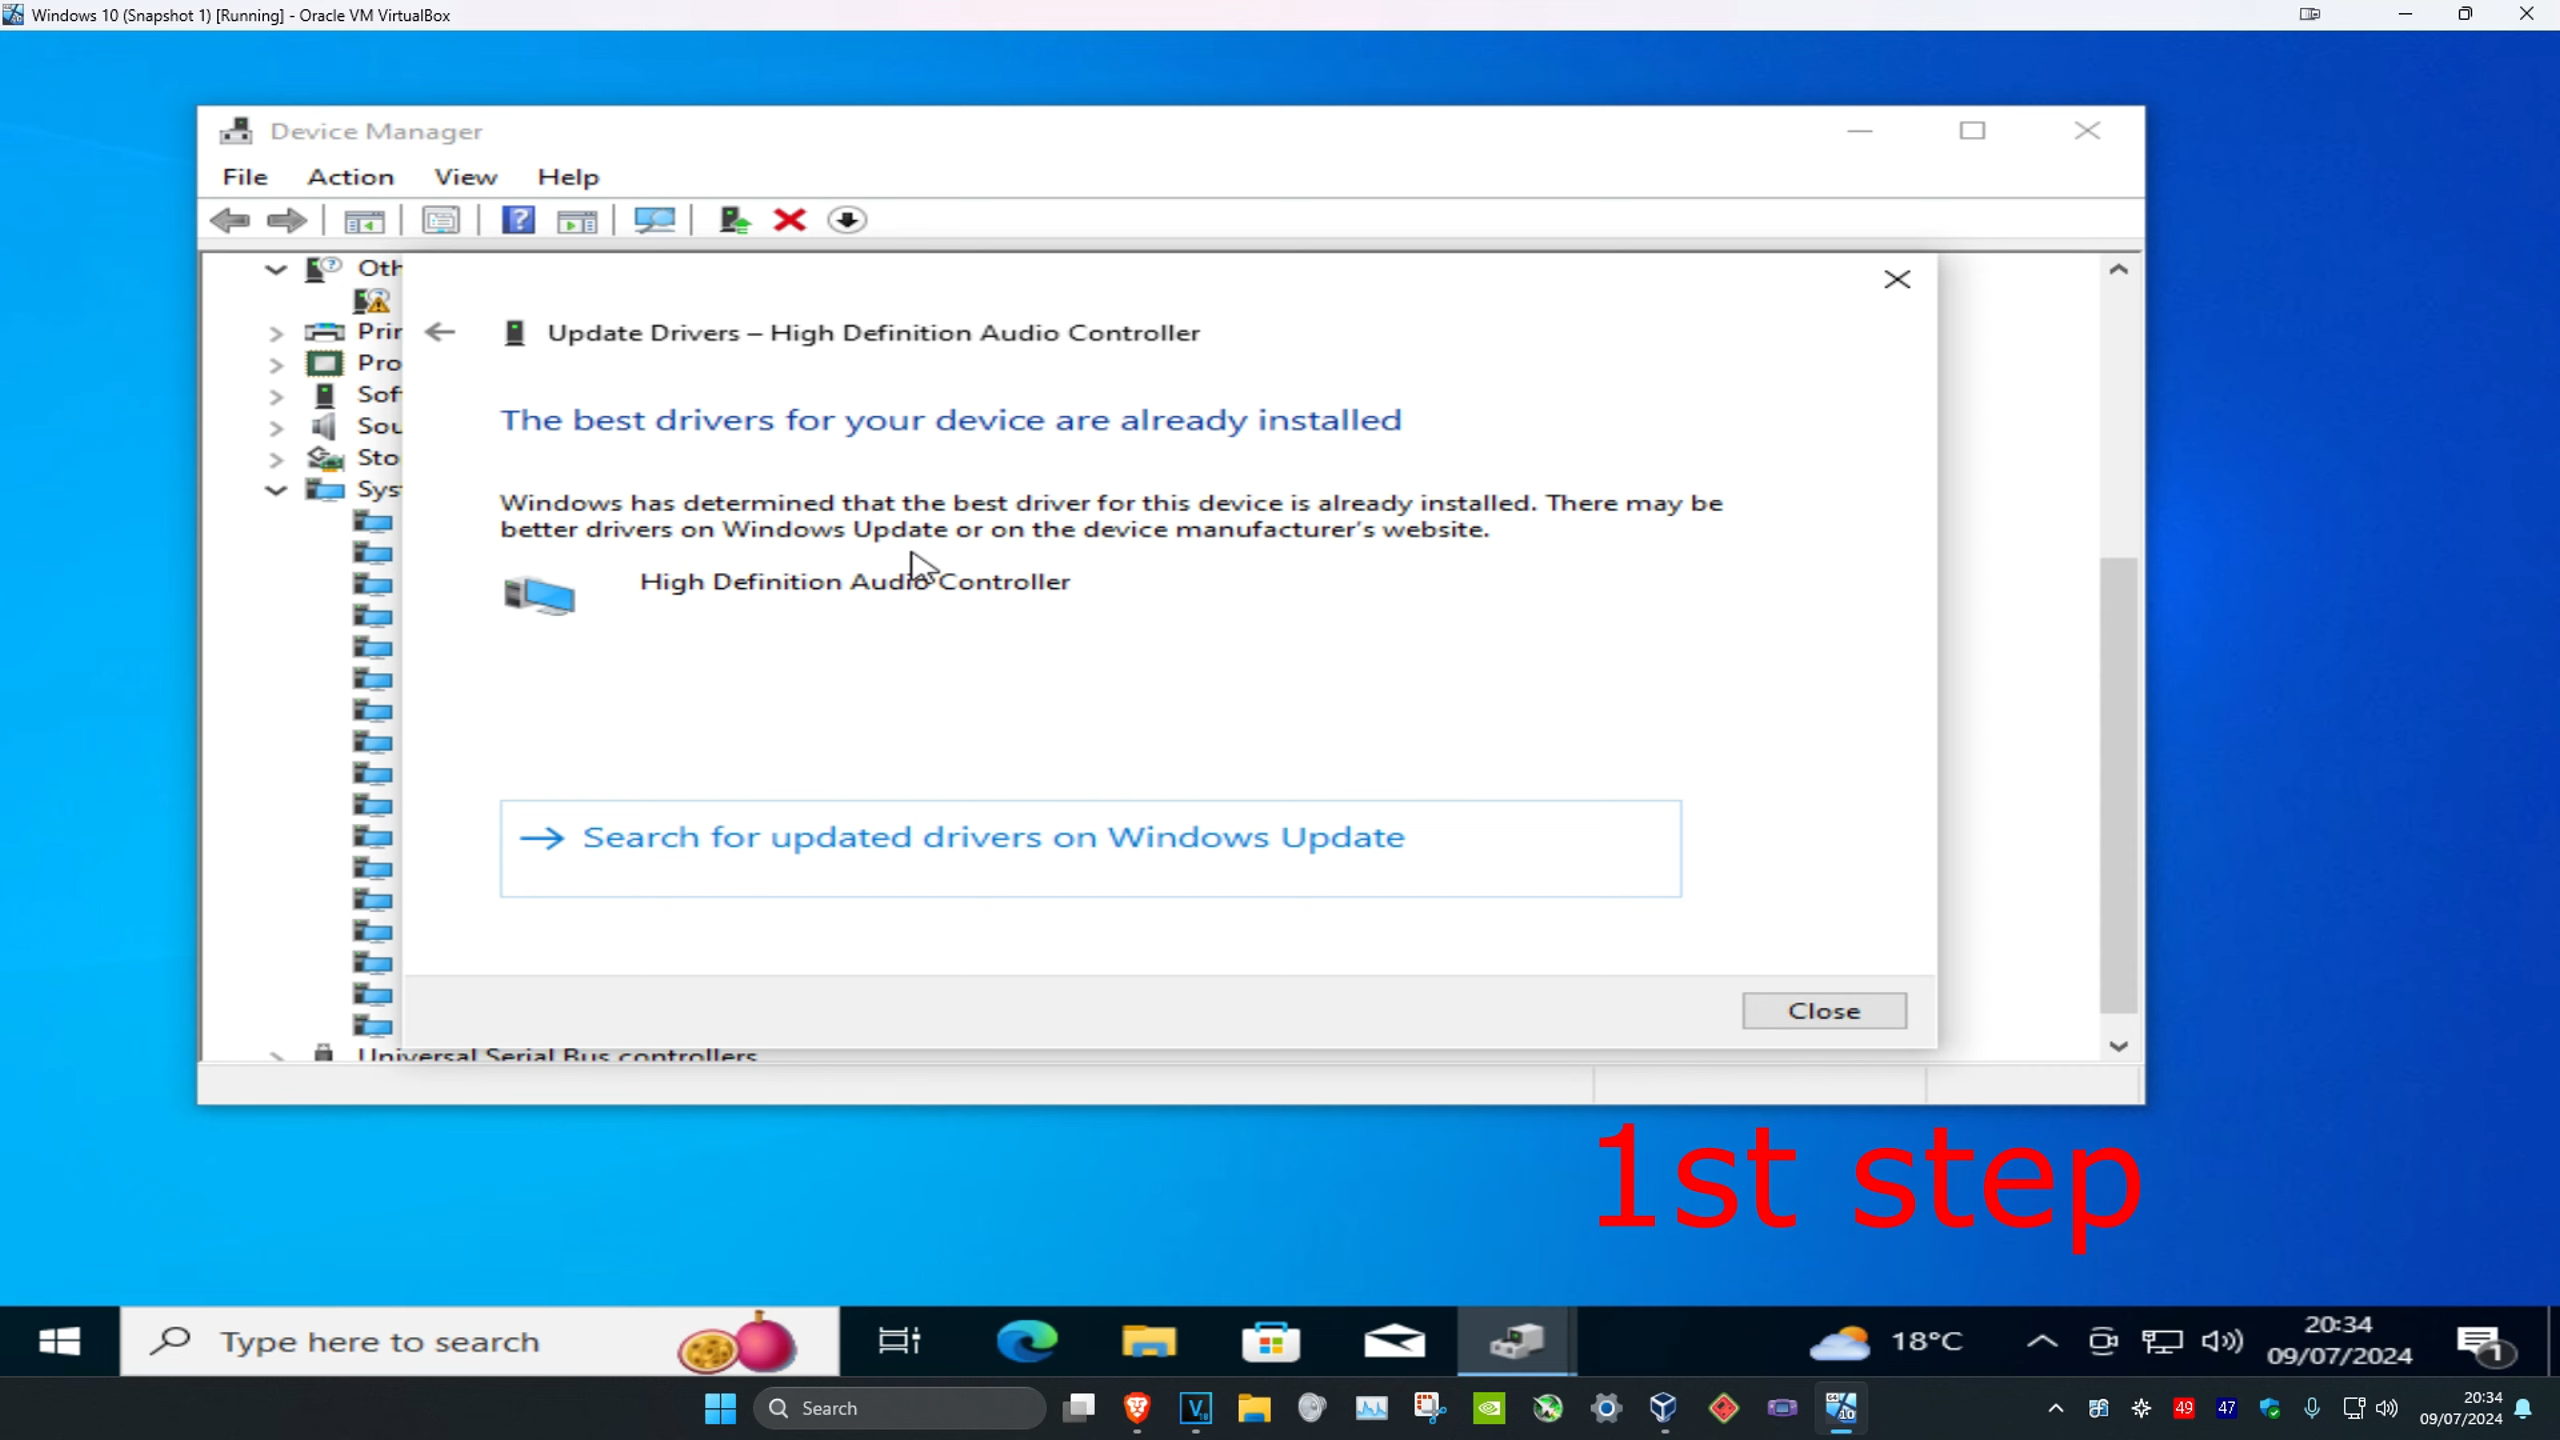 Windows 10 (Snapshot 1) [Running] - Oracle VM VirtualBox
Device Manager
File Action View Help
Oth
Update Drivers – High Definition Audio Controller
Prin
Pro
Sof
Sou
Sto
Sys
The best drivers for your device are already installed
Windows has determined that the best driver for this device is already installed. There may be
better drivers on Windows Update or on the device manufacturer's website.
High Definition Audio Controller
Search for updated drivers on Windows Update
Close
Universal Serial Bus controllers
1st step
Type here to search
18°C
20:34
09/07/2024
1
Search
49
47
20:34
09/07/2024